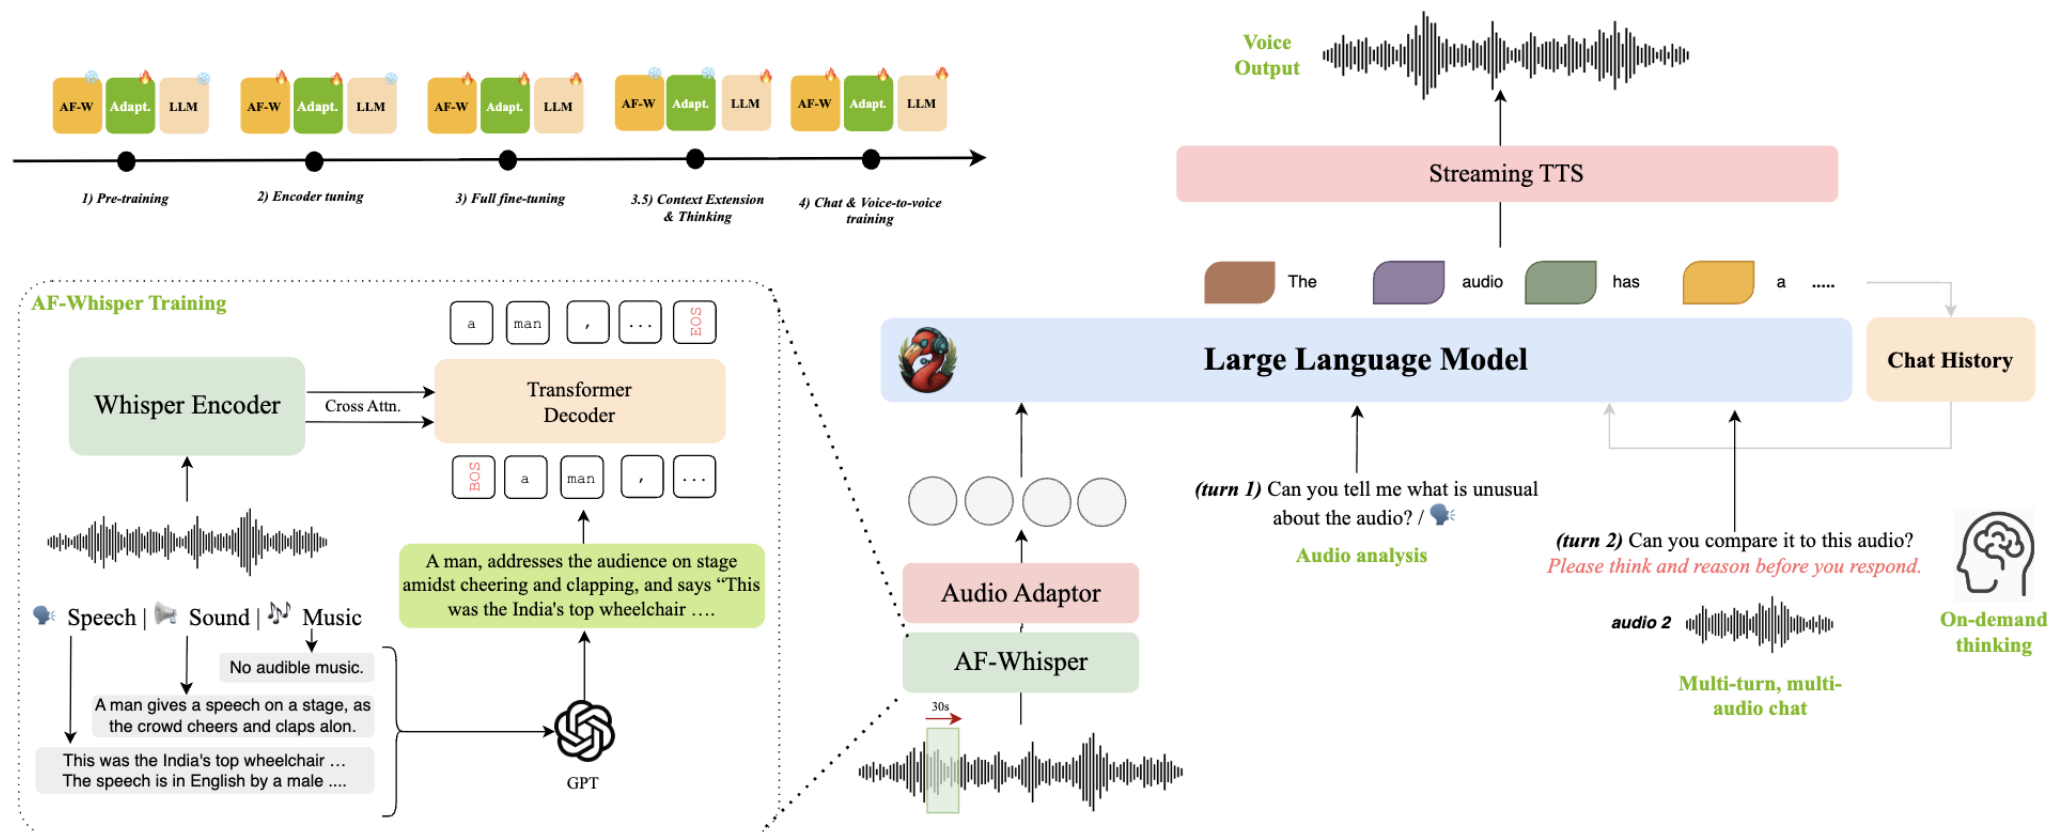 AF-W Adapt. LLM
1) Pre-training
AF-W Adapt. LLM
2) Encoder tuning
AF-W Adapt. LLM
3) Full fine-tuning
AF-W Adapt. LLM
3.5) Context Extension
& Thinking
AF-W Adapt. LLM
4) Chat & Voice-to-voice
training
AF-Whisper Training
a man , ... EOS
Whisper Encoder
Cross Attn.
Transformer
Decoder
BOS a man , ...
A man, addresses the audience on stage
amidst cheering and clapping, and says “This
was the India's top wheelchair ….
Speech | Sound | Music
No audible music.
A man gives a speech on a stage, as
the crowd cheers and claps alon.
This was the India's top wheelchair …
The speech is in English by a male ....
GPT
Voice
Output
Streaming TTS
The audio has a .....
Large Language Model
Chat History
Audio Adaptor
AF-Whisper
30s
(turn 1) Can you tell me what is unusual
about the audio? /
Audio analysis
(turn 2) Can you compare it to this audio?
Please think and reason before you respond.
audio 2
On-demand
thinking
Multi-turn, multi-
audio chat